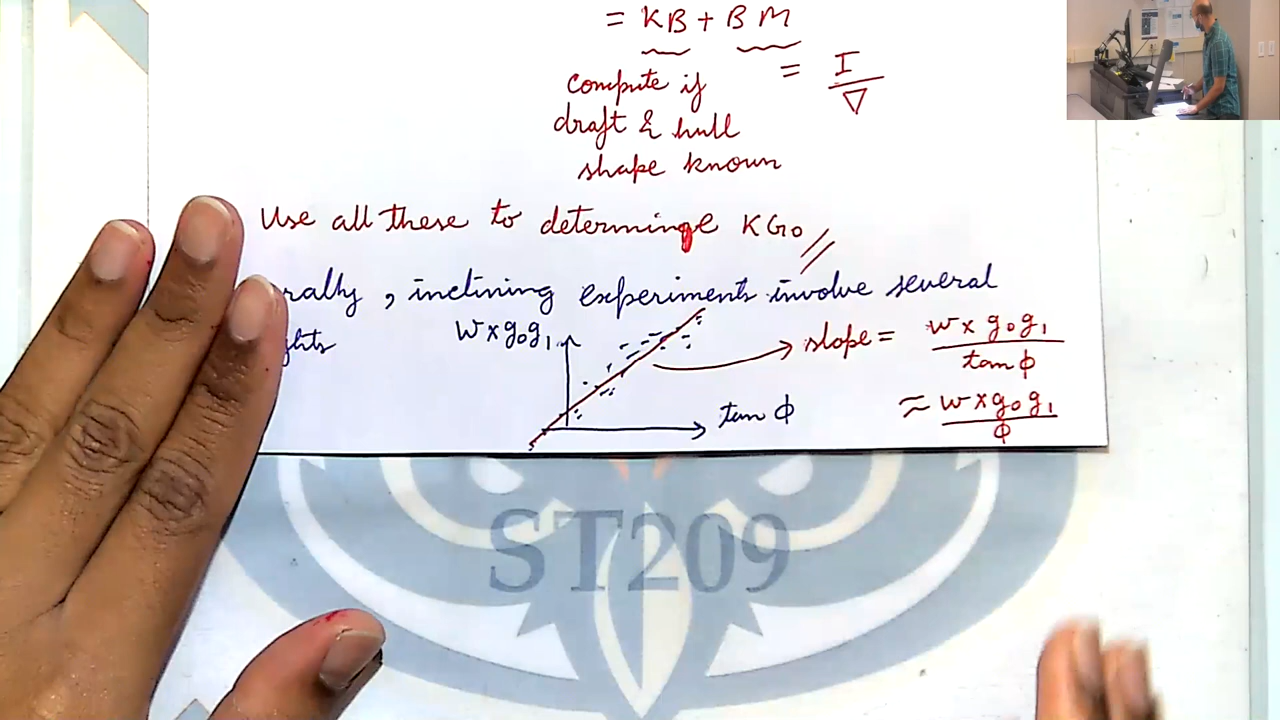 = KB + BM
compute if = I/∇
draft & hull
shape known
Use all these to determine KG₀
rally, inclining experiments involve several
ghts
w x g₀g₁
tan ϕ
slope = w x g₀g₁ / tan ϕ
≈ w x g₀g₁ / ϕ
ST209